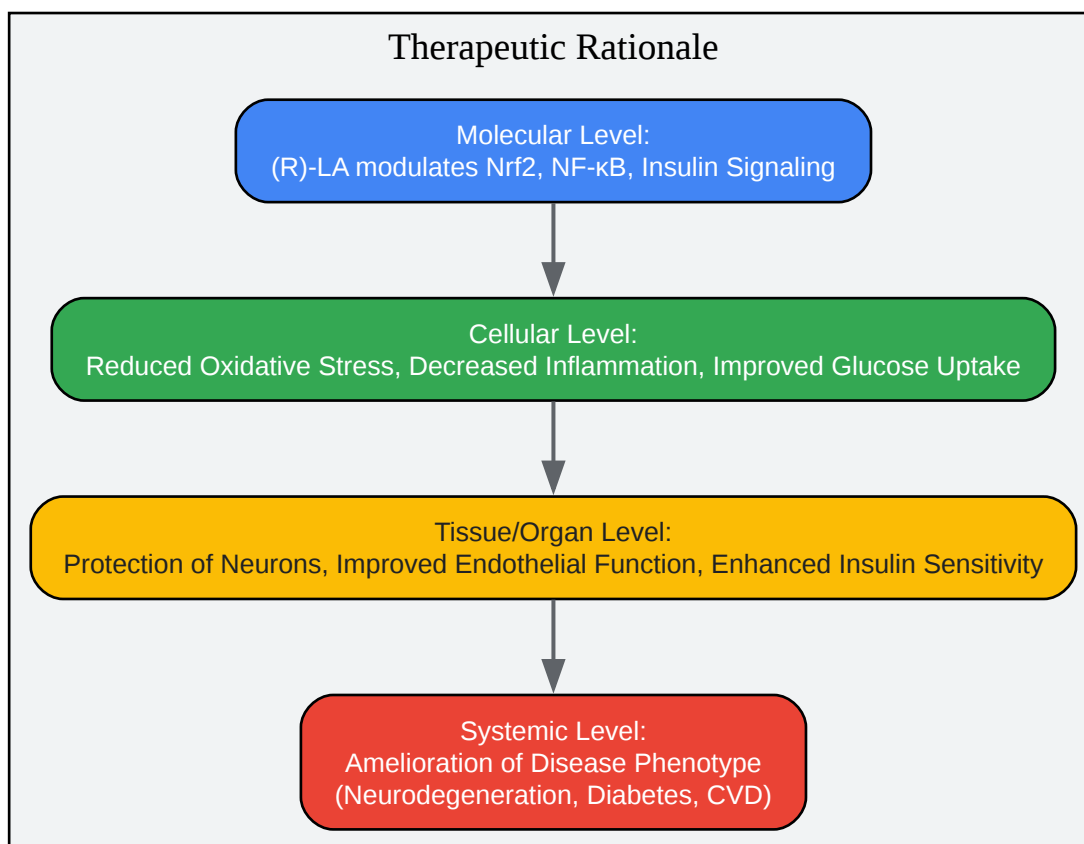 Therapeutic Rationale
Molecular Level:
(R)-LA modulates Nrf2, NF-κB, Insulin Signaling
Cellular Level:
Reduced Oxidative Stress, Decreased Inflammation, Improved Glucose Uptake
Tissue/Organ Level:
Protection of Neurons, Improved Endothelial Function, Enhanced Insulin Sensitivity
Systemic Level:
Amelioration of Disease Phenotype
(Neurodegeneration, Diabetes, CVD)